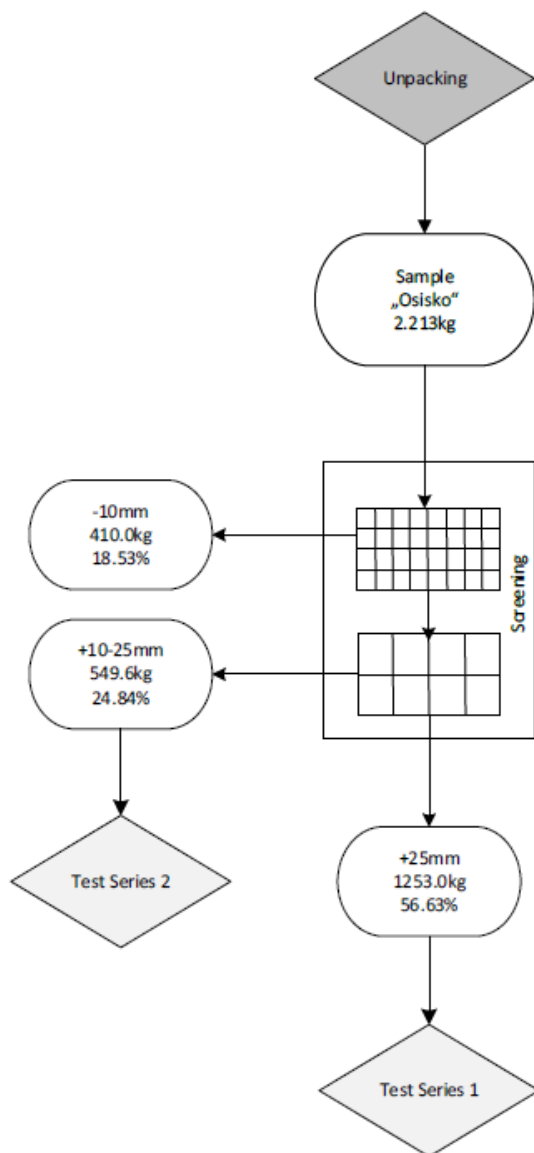 Unpacking
Sample
„Osisko“
2.213kg
Screening
-10mm
410.0kg
18.53%
+10-25mm
549.6kg
24.84%
Test Series 2
+25mm
1253.0kg
56.63%
Test Series 1